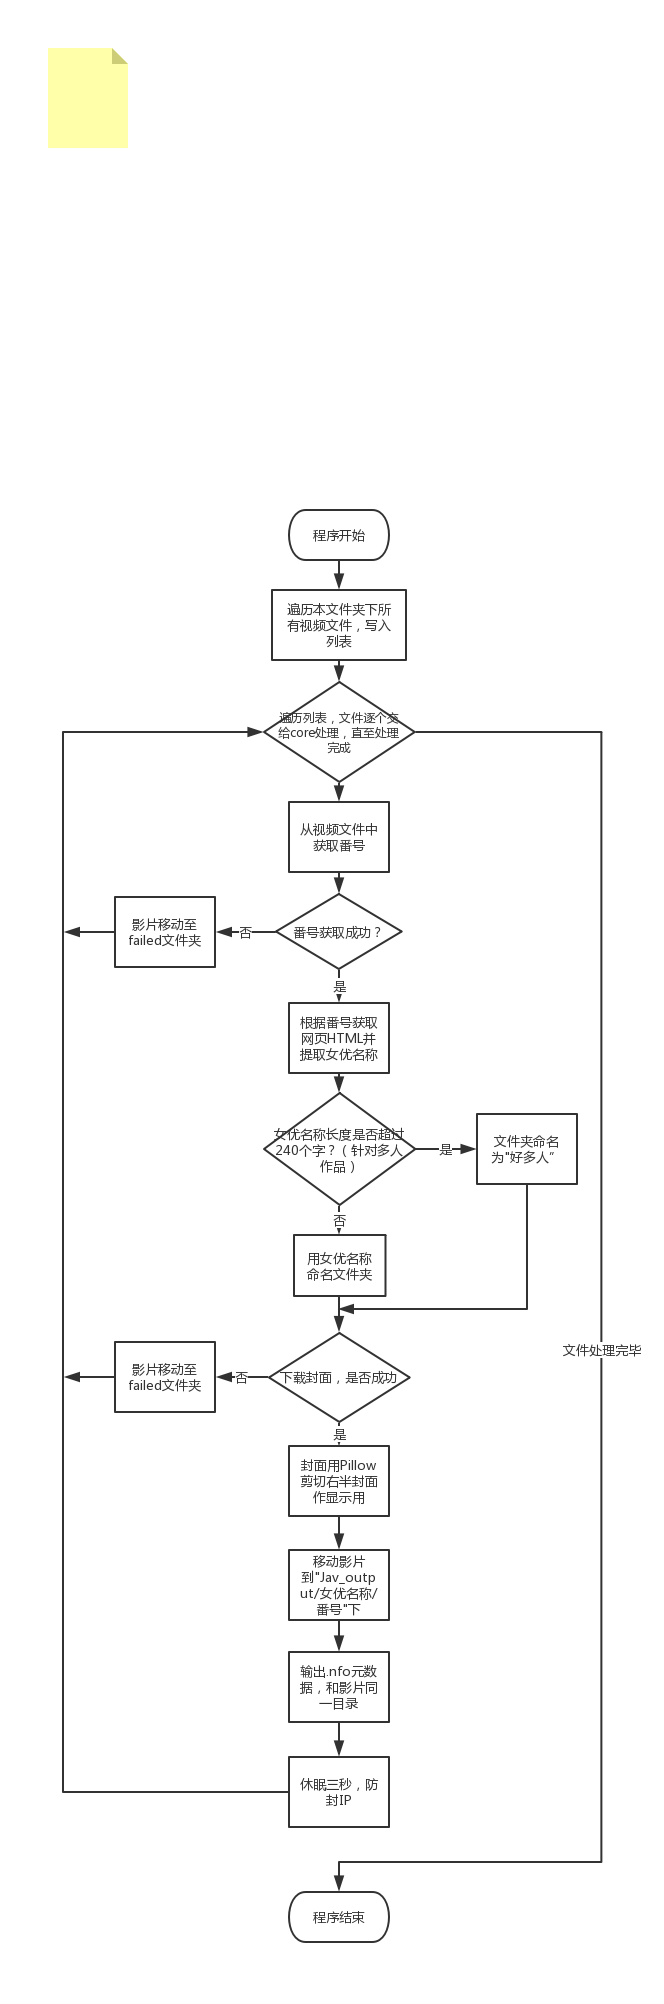 程序开始
遍历本文件夹下所
有视频文件，写入
列表
遍历列表，文件逐个交
给core处理，直至处理
完成
从视频文件中
获取番号
影片移动至
failed文件夹
否
番号获取成功？
是
根据番号获取
网页HTML并
提取女优名称
女优名称长度是否超过
240个字？（针对多人
作品）
是
文件夹命名
为"好多人”
否
用女优名称
命名文件夹
文件处理完毕
影片移动至
failed文件夹
否
下载封面，是否成功
是
封面用Pillow
剪切右半封面
作显示用
移动影片
到"Jav_outp
ut/女优名称/
番号"下
输出.nfo元数
据，和影片同
一目录
休眠三秒，防
封IP
程序结束